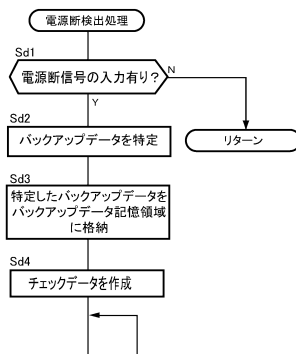 電源断検出処理
Sd1
電源断信号の入力有り？
N
Y
Sd2
バックアップデータを特定
リターン
Sd3
特定したバックアップデータを
バックアップデータ記憶領域
に格納
Sd4
チェックデータを作成